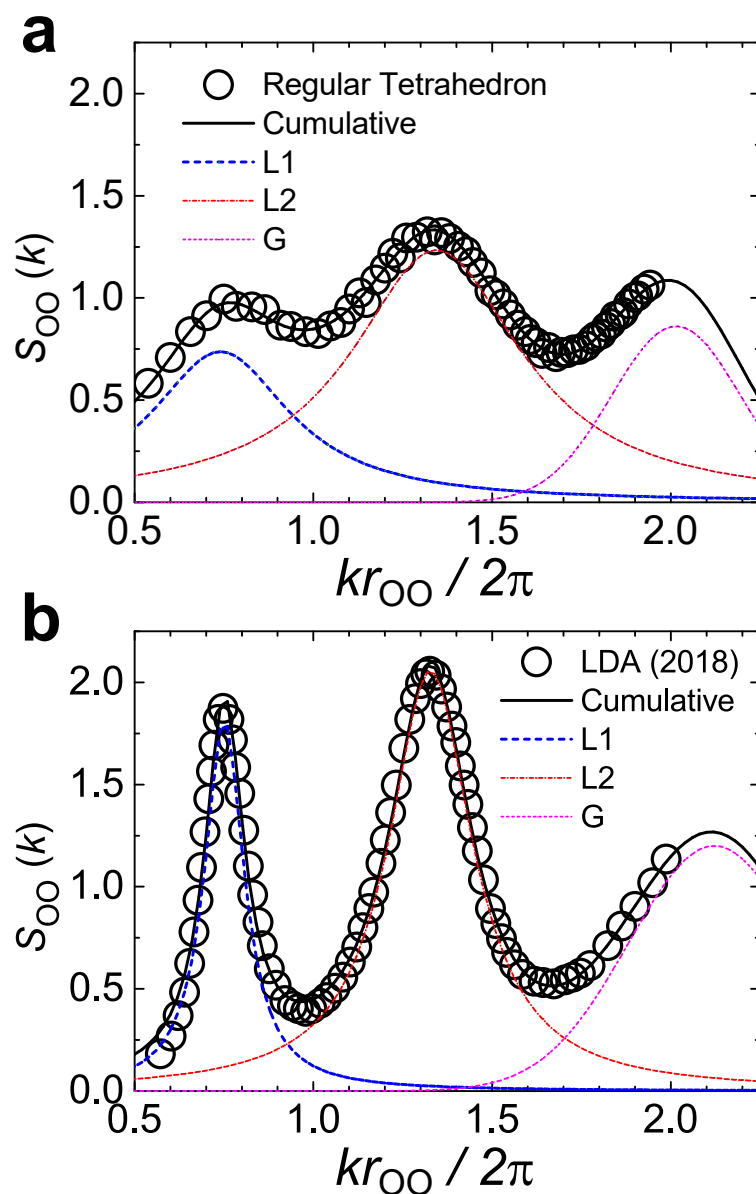 a
2.0
1.5
1.0
0.5
0.0
S_OO (k)
Regular Tetrahedron
Cumulative
L1
L2
G
0.5 1.0 1.5 2.0
kr_OO / 2π
b
2.0
1.5
1.0
0.5
0.0
S_OO (k)
LDA (2018)
Cumulative
L1
L2
G
0.5 1.0 1.5 2.0
kr_OO / 2π